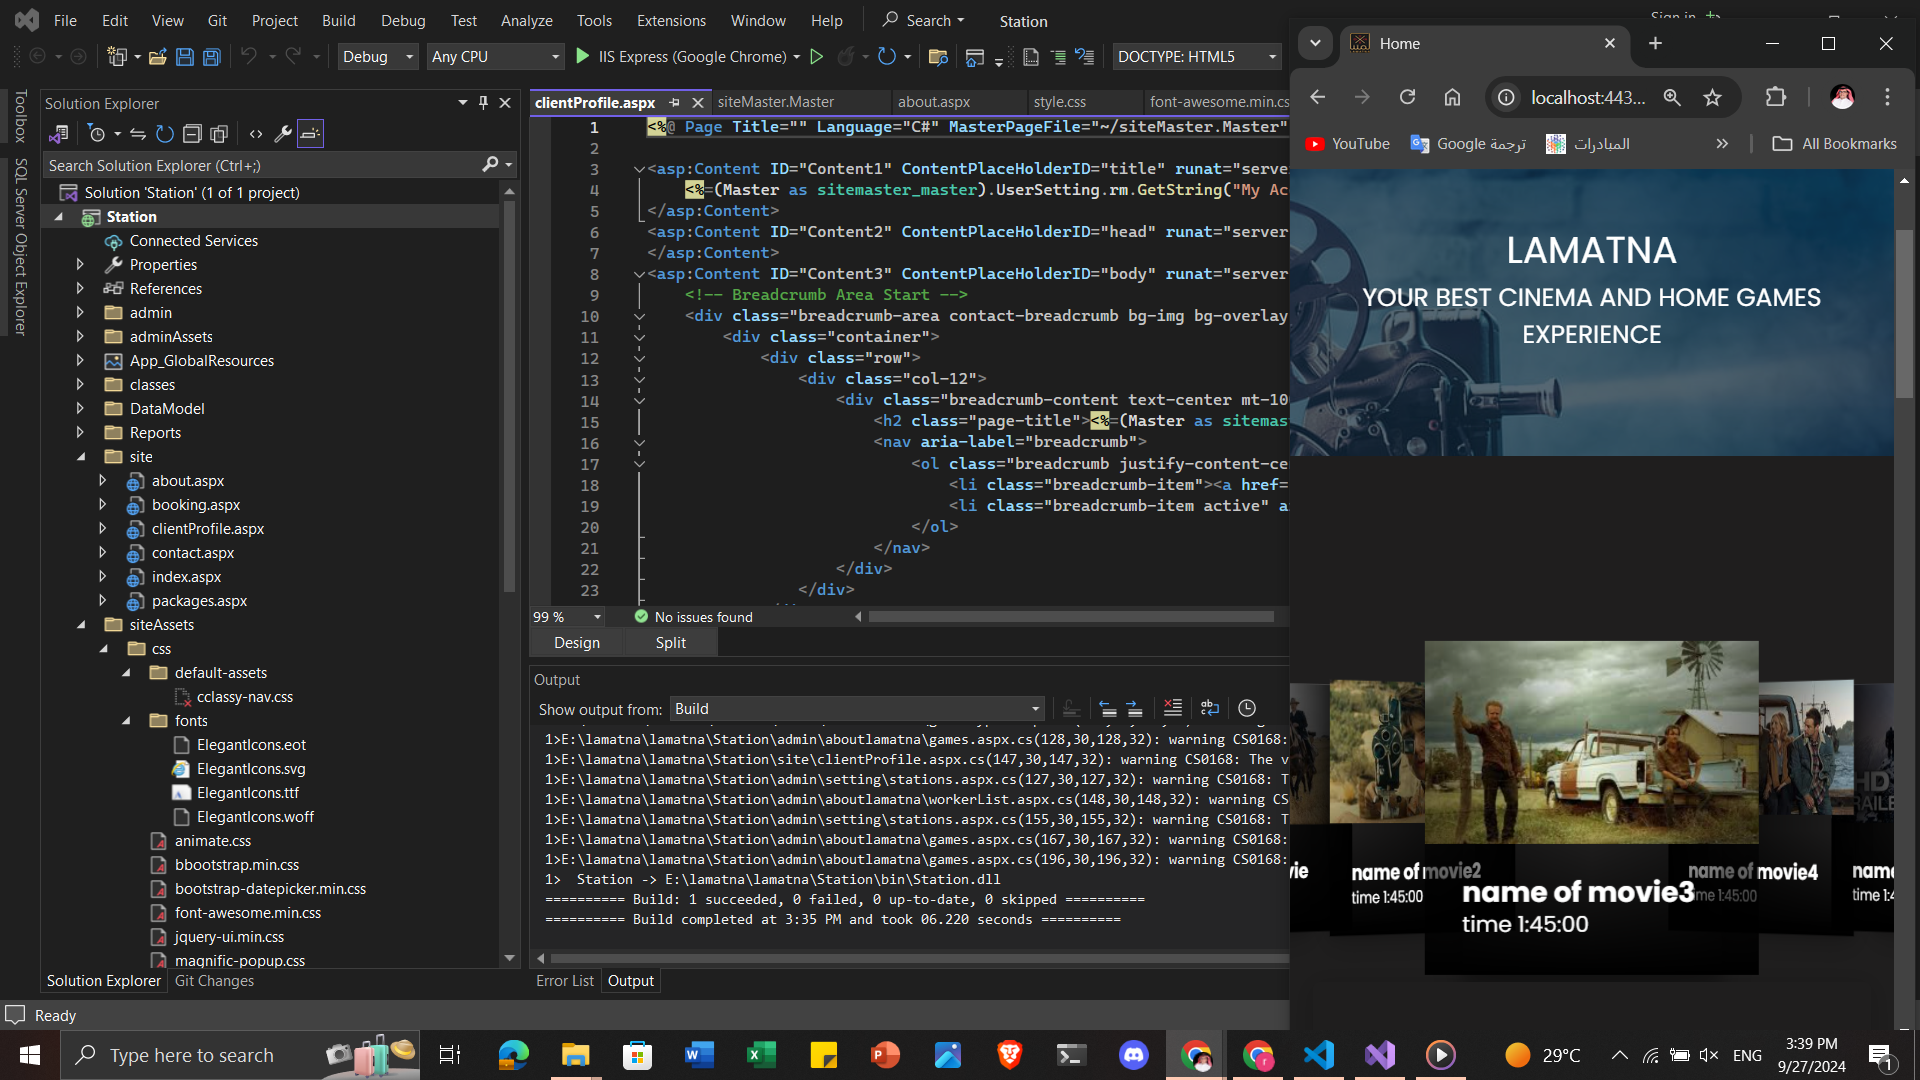 File Edit View Git Project Build Debug Test Analyze Tools Extensions Window Help Search Station
Debug Any CPU IIS Express (Google Chrome) DOCTYPE: HTML5
Toolbox
SQL Server Object Explorer
Solution Explorer
Search Solution Explorer (Ctrl+;)
Solution 'Station' (1 of 1 project)
Station
Connected Services
Properties
References
admin
adminAssets
App_GlobalResources
classes
DataModel
Reports
site
about.aspx
booking.aspx
clientProfile.aspx
contact.aspx
index.aspx
packages.aspx
siteAssets
css
default-assets
cclassy-nav.css
fonts
ElegantIcons.eot
ElegantIcons.svg
ElegantIcons.ttf
ElegantIcons.woff
animate.css
bbootstrap.min.css
bootstrap-datepicker.min.css
font-awesome.min.css
jquery-ui.min.css
magnific-popup.css
Solution Explorer Git Changes
clientProfile.aspx siteMaster.Master about.aspx style.css font-awesome.min.cs
1 <%@ Page Title="" Language="C#" MasterPageFile="~/siteMaster.Master"
2
3 <asp:Content ID="Content1" ContentPlaceHolderID="title" runat="serve
4 <%=(Master as sitemaster_master).UserSetting.rm.GetString("My Ac
5 </asp:Content>
6 <asp:Content ID="Content2" ContentPlaceHolderID="head" runat="server
7 </asp:Content>
8 <asp:Content ID="Content3" ContentPlaceHolderID="body" runat="server
9 <!-- Breadcrumb Area Start -->
10 <div class="breadcrumb-area contact-breadcrumb bg-img bg-overlay
11 <div class="container">
12 <div class="row">
13 <div class="col-12">
14 <div class="breadcrumb-content text-center mt-10
15 <h2 class="page-title"><%=(Master as sitemas
16 <nav aria-label="breadcrumb">
17 <ol class="breadcrumb justify-content-ce
18 <li class="breadcrumb-item"><a href=
19 <li class="breadcrumb-item active" a
20 </ol>
21 </nav>
22 </div>
23 </div>
99 % No issues found
Design Split
Output
Show output from: Build
1>E:\lamatna\lamatna\Station\admin\aboutlamatna\games.aspx.cs(128,30,128,32): warning CS0168:
1>E:\lamatna\lamatna\Station\site\clientProfile.aspx.cs(147,30,147,32): warning CS0168: The v
1>E:\lamatna\lamatna\Station\admin\setting\stations.aspx.cs(127,30,127,32): warning CS0168: T
1>E:\lamatna\lamatna\Station\admin\aboutlamatna\workerList.aspx.cs(148,30,148,32): warning CS
1>E:\lamatna\lamatna\Station\admin\setting\stations.aspx.cs(155,30,155,32): warning CS0168: T
1>E:\lamatna\lamatna\Station\admin\aboutlamatna\games.aspx.cs(167,30,167,32): warning CS0168:
1>E:\lamatna\lamatna\Station\admin\aboutlamatna\games.aspx.cs(196,30,196,32): warning CS0168:
1> Station -> E:\lamatna\lamatna\Station\bin\Station.dll
========== Build: 1 succeeded, 0 failed, 0 up-to-date, 0 skipped ==========
========== Build completed at 3:35 PM and took 06.220 seconds ==========
Error List Output
Ready
Home
localhost:443...
YouTube Google ترجمة المبادرات All Bookmarks
LAMATNA
YOUR BEST CINEMA AND HOME GAMES
EXPERIENCE
name of movie2
time 1:45:00
name of movie3
time 1:45:00
name of movie4
1:45:00
Type here to search
29°C ENG 3:39 PM
9/27/2024
1